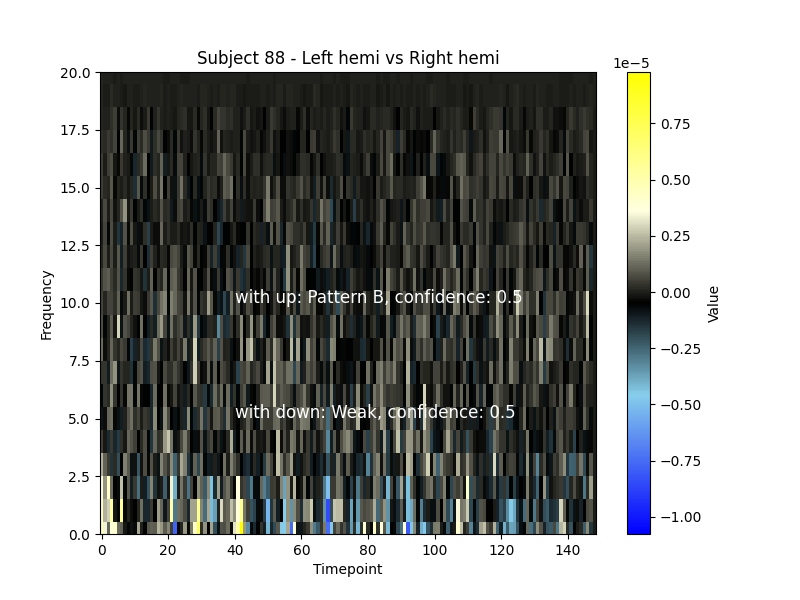 Subject 88 - Left hemi vs Right hemi
1e−5
20.0
17.5
15.0
12.5
10.0
7.5
5.0
2.5
0.0
Frequency
with up: Pattern B, confidence: 0.5
with down: Weak, confidence: 0.5
0 20 40 60 80 100 120 140
Timepoint
0.75
0.50
0.25
0.00
−0.25
−0.50
−0.75
−1.00
Value